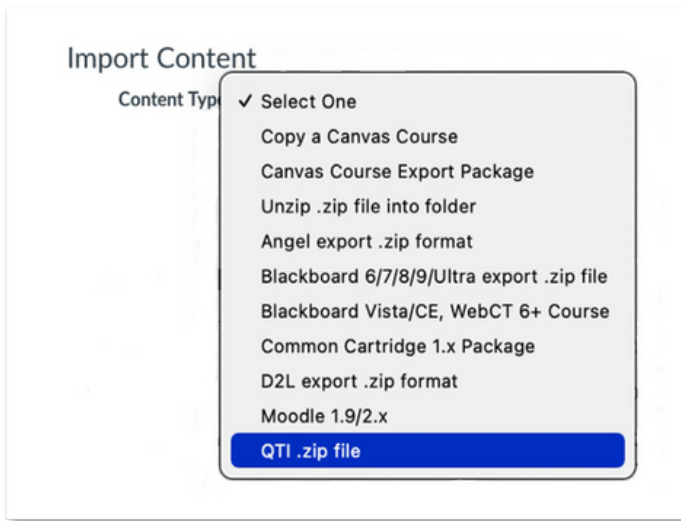 Import Content
Content Typ
✓ Select One
Copy a Canvas Course
Canvas Course Export Package
Unzip .zip file into folder
Angel export .zip format
Blackboard 6/7/8/9/Ultra export .zip file
Blackboard Vista/CE, WebCT 6+ Course
Common Cartridge 1.x Package
D2L export .zip format
Moodle 1.9/2.x
QTI .zip file